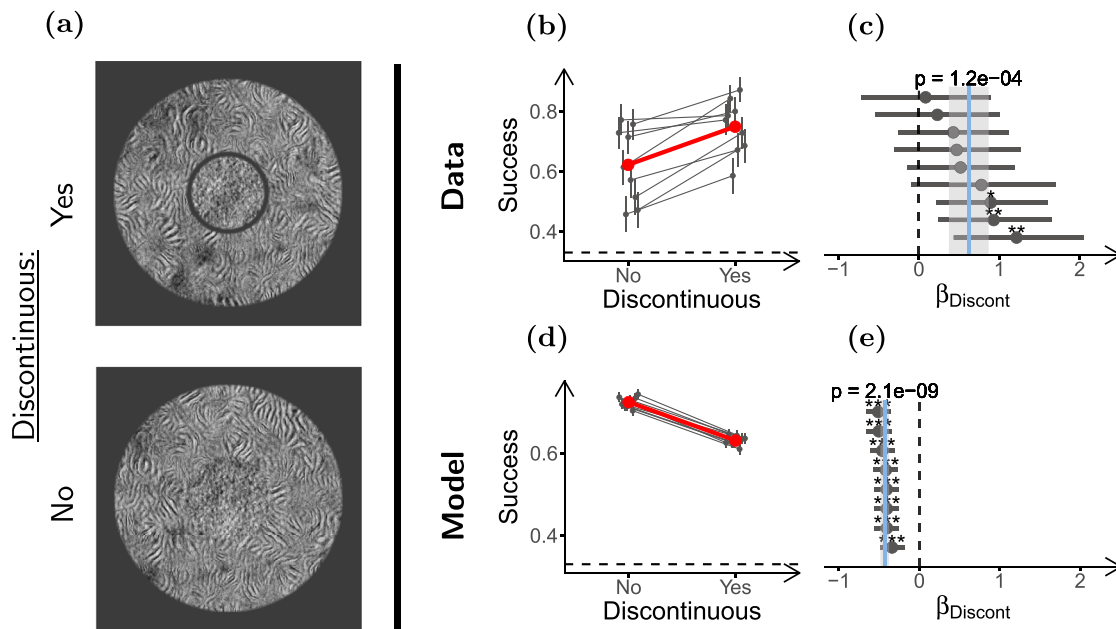 (a)
Discontinuous:
Yes
No
Data
Model
(b)
Success
0.8
0.6
0.4
No
Yes
Discontinuous
(c)
p = 1.2e−04
*
**
**
−1
0
1
2
βDiscont
(d)
Success
0.6
0.4
No
Yes
Discontinuous
(e)
p = 2.1e−09
***
***
***
***
***
***
***
***
−1
0
1
2
βDiscont